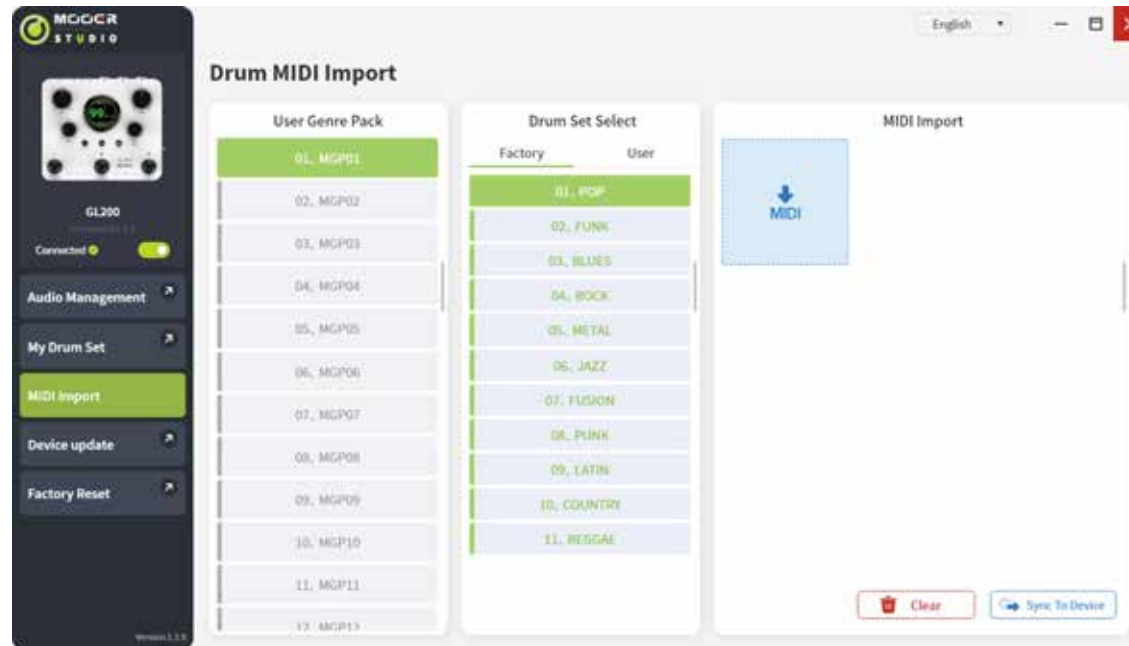 MOOER
STUDIO
English
GL200
Connected
Audio Management
My Drum Set
MIDI Import
Device update
Factory Reset
Drum MIDI Import
User Genre Pack
01, MGP01
02, MGP02
03, MGP03
04, MGP04
05, MGP05
06, MGP06
07, MGP07
08, MGP08
09, MGP09
10, MGP10
11, MGP11
12, MGP12
Drum Set Select
Factory User
01, POP
02, FUNK
03, BLUES
04, ROCK
05, METAL
06, JAZZ
07, FUSION
08, PUNK
09, LATIN
10, COUNTRY
11, REGGAE
MIDI Import
MIDI
Clear
Sync To Device